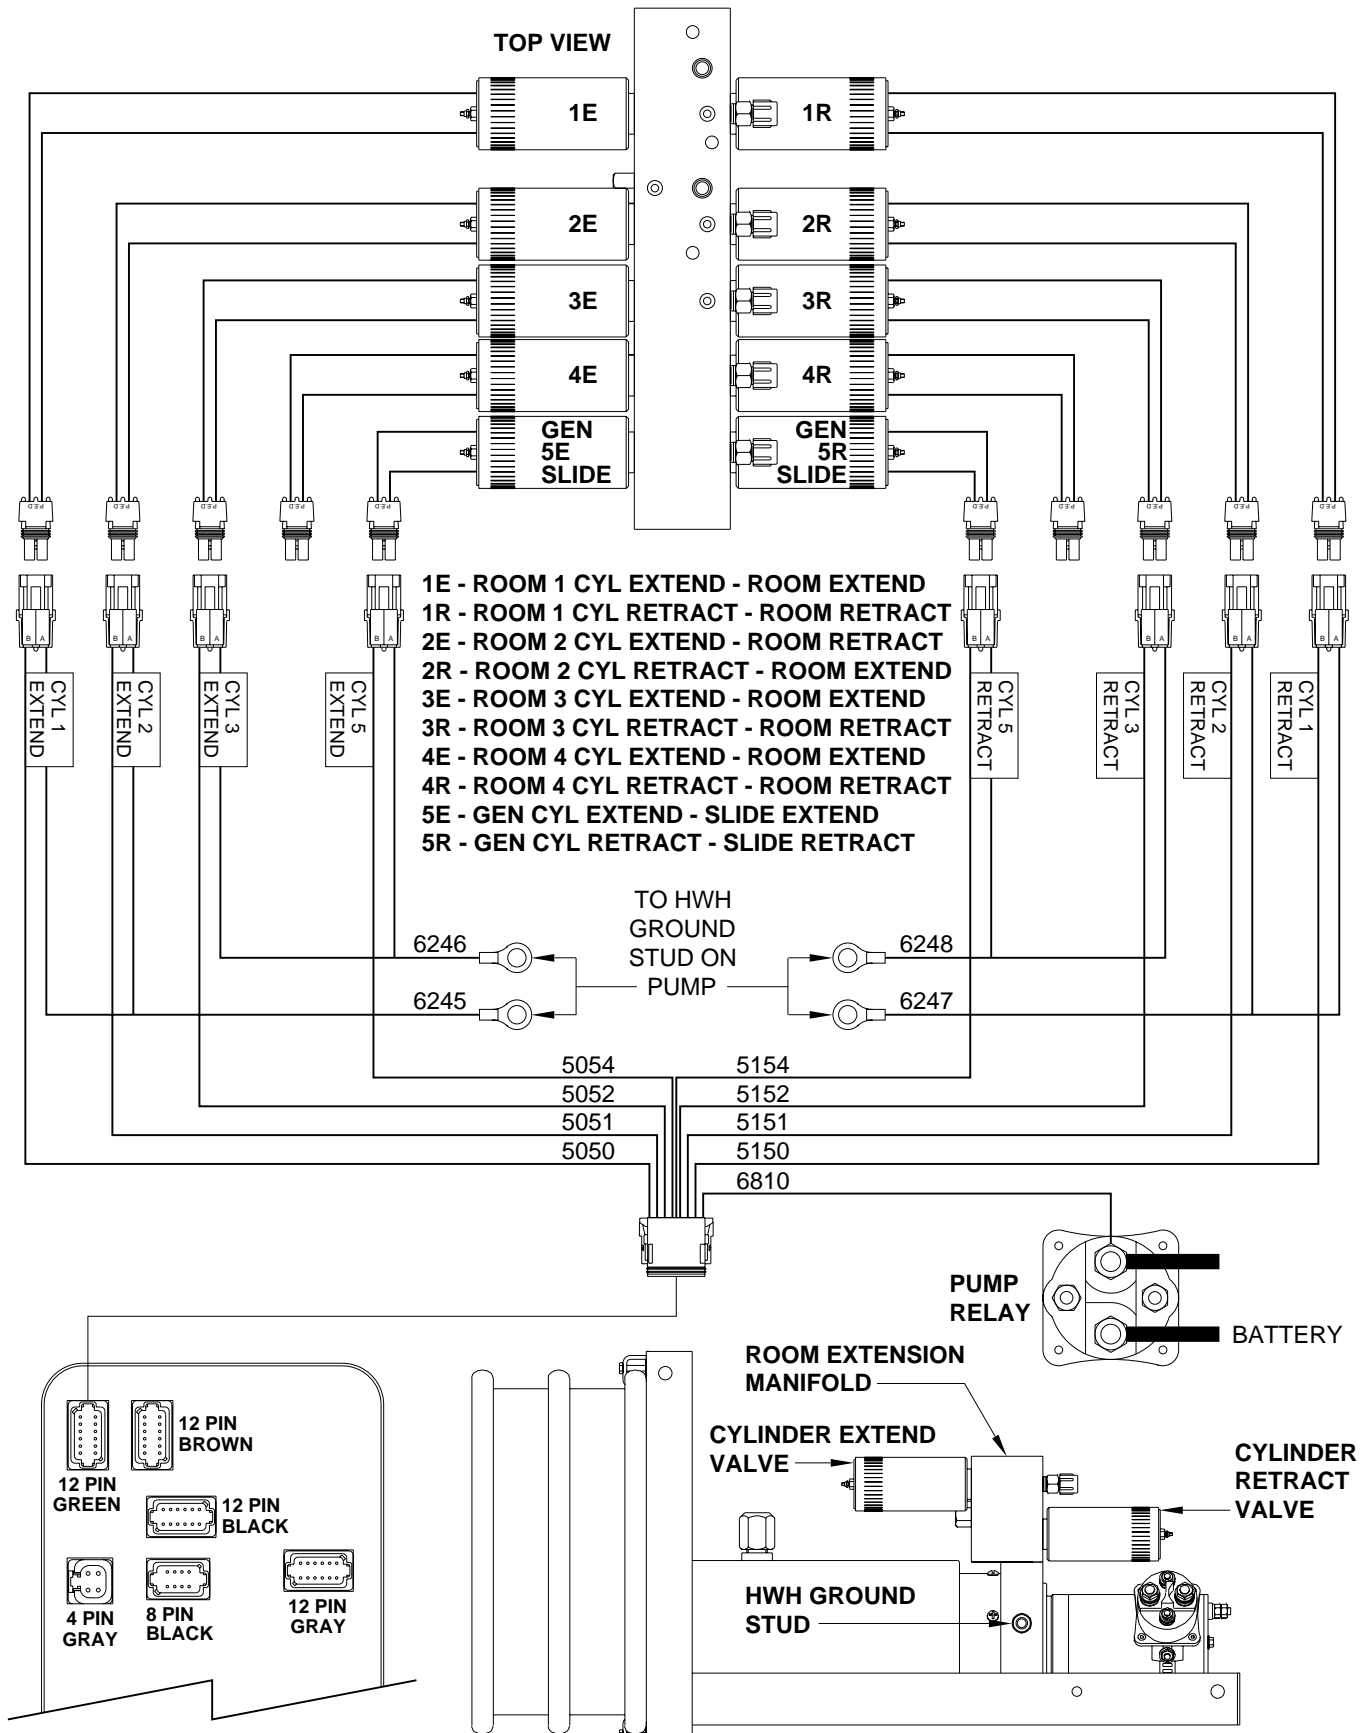 TOP VIEW
1E
1R
2E
2R
3E
3R
4E
4R
GEN
5E
SLIDE
GEN
5R
SLIDE
P.E.D
P.E.D
P.E.D
P.E.D
P.E.D
P.E.D
P.E.D
P.E.D
P.E.D
P.E.D
B A
B A
B A
B A
B A
B A
B A
B A
CYL 1
EXTEND
CYL 2
EXTEND
CYL 3
EXTEND
CYL 5
EXTEND
1E - ROOM 1 CYL EXTEND - ROOM EXTEND
1R - ROOM 1 CYL RETRACT - ROOM RETRACT
2E - ROOM 2 CYL EXTEND - ROOM RETRACT
2R - ROOM 2 CYL RETRACT - ROOM EXTEND
3E - ROOM 3 CYL EXTEND - ROOM EXTEND
3R - ROOM 3 CYL RETRACT - ROOM RETRACT
4E - ROOM 4 CYL EXTEND - ROOM EXTEND
4R - ROOM 4 CYL RETRACT - ROOM RETRACT
5E - GEN CYL EXTEND - SLIDE EXTEND
5R - GEN CYL RETRACT - SLIDE RETRACT
CYL 5
RETRACT
CYL 3
RETRACT
CYL 2
RETRACT
CYL 1
RETRACT
TO HWH
GROUND
STUD ON
PUMP
6246
6248
6245
6247
5054
5154
5052
5152
5051
5151
5050
5150
6810
PUMP
RELAY
BATTERY
12 PIN
GREEN
12 PIN
BROWN
12 PIN
BLACK
4 PIN
GRAY
8 PIN
BLACK
12 PIN
GRAY
ROOM EXTENSION
MANIFOLD
CYLINDER EXTEND
VALVE
CYLINDER
RETRACT
VALVE
HWH GROUND
STUD